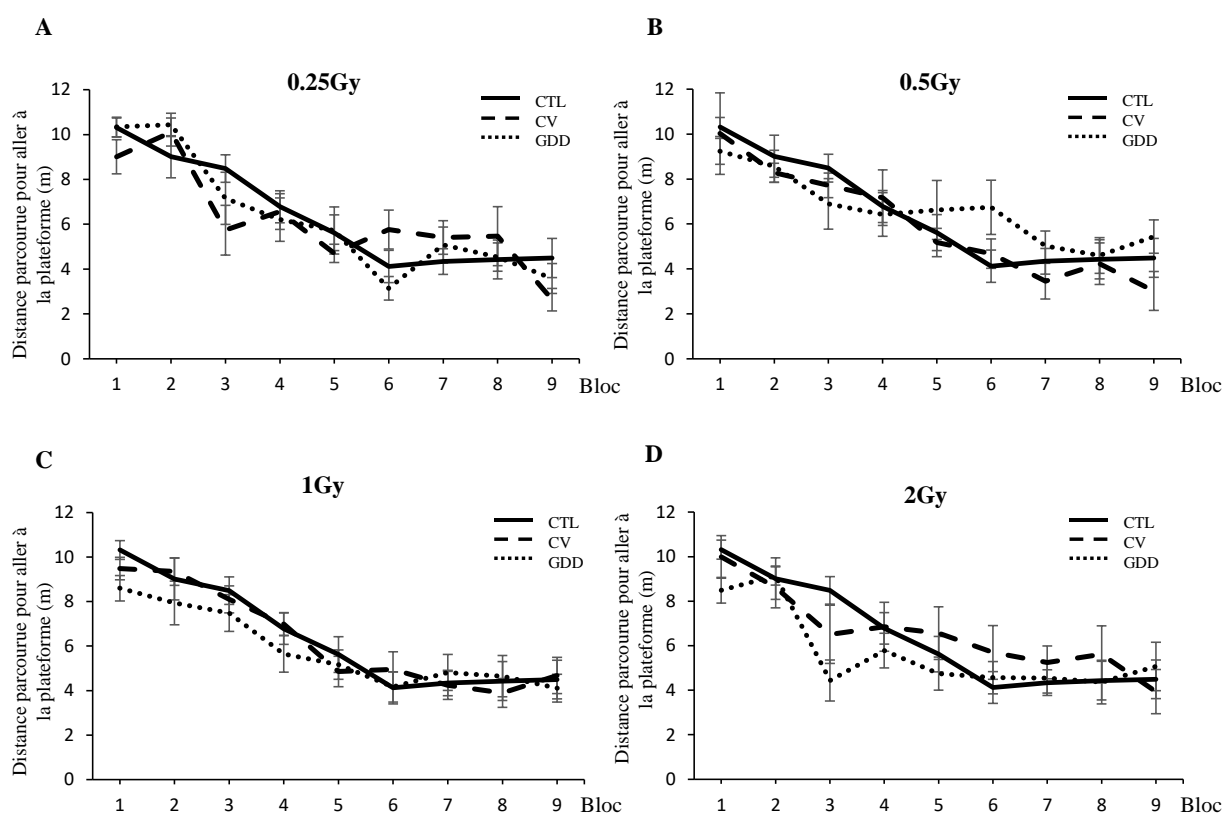 A
0.25Gy
Distance parcourue pour aller à
la plateforme (m)
12
10
8
6
4
2
0
CTL
CV
GDD
1 2 3 4 5 6 7 8 9 Bloc
B
0.5Gy
Distance parcourue pour aller à
la plateforme (m)
12
10
8
6
4
2
0
CTL
CV
GDD
1 2 3 4 5 6 7 8 9 Bloc
C
1Gy
Distance parcourue pour aller à
la plateforme (m)
12
10
8
6
4
2
0
CTL
CV
GDD
1 2 3 4 5 6 7 8 9 Bloc
D
2Gy
Distance parcourue pour aller à
la plateforme (m)
12
10
8
6
4
2
0
CTL
CV
GDD
1 2 3 4 5 6 7 8 9 Bloc